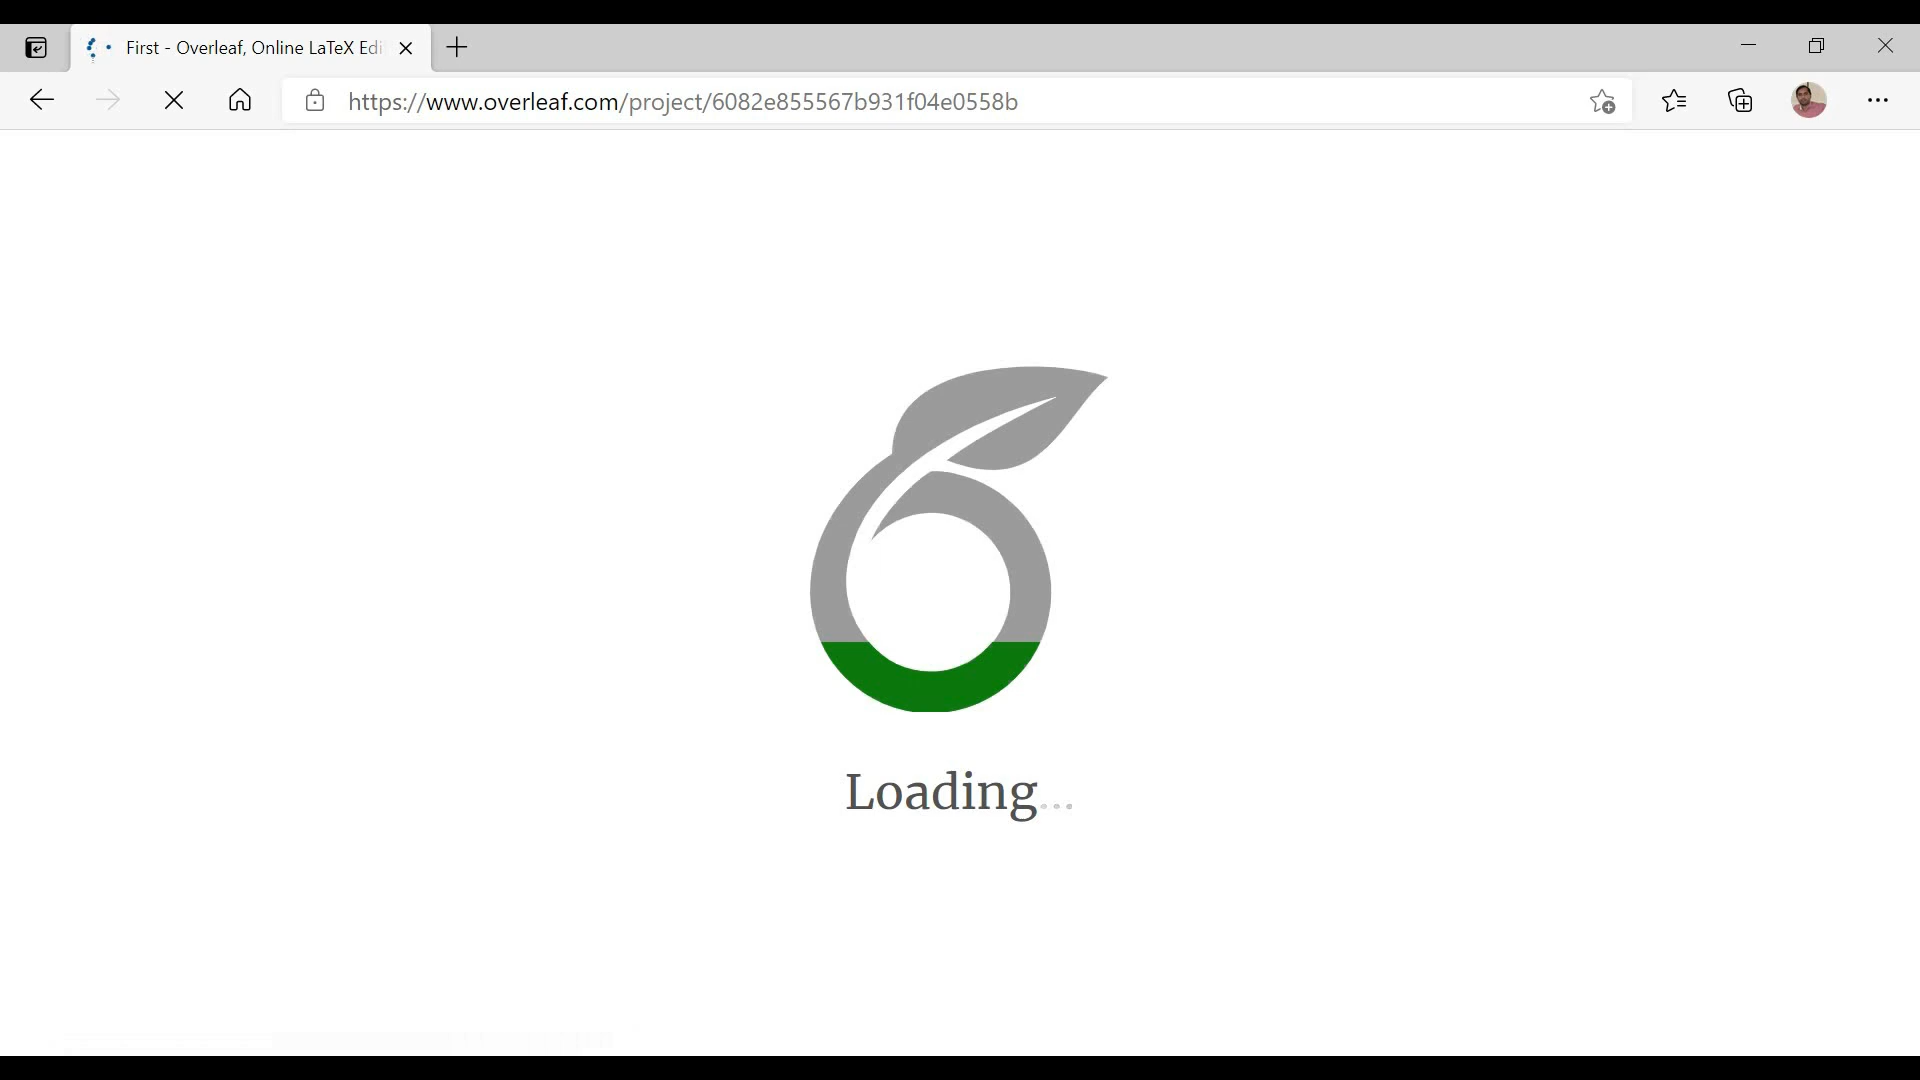 First - Overleaf, Online LaTeX Edi
https://www.overleaf.com/project/6082e855567b931f04e0558b
Loading...